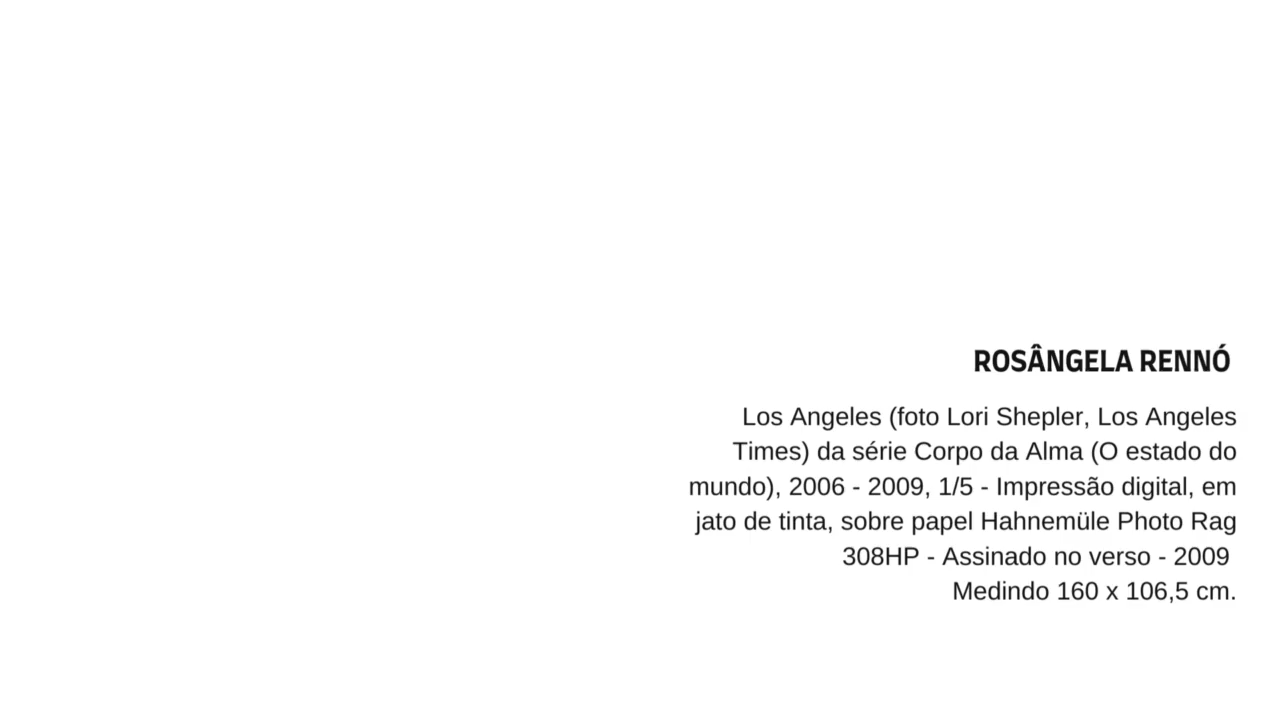 ROSÂNGELA RENNÓ
Los Angeles (foto Lori Shepler, Los Angeles
Times) da série Corpo da Alma (O estado do
mundo), 2006 - 2009, 1/5 - Impressão digital, em
jato de tinta, sobre papel Hahnemüle Photo Rag
308HP - Assinado no verso - 2009
Medindo 160 x 106,5 cm.